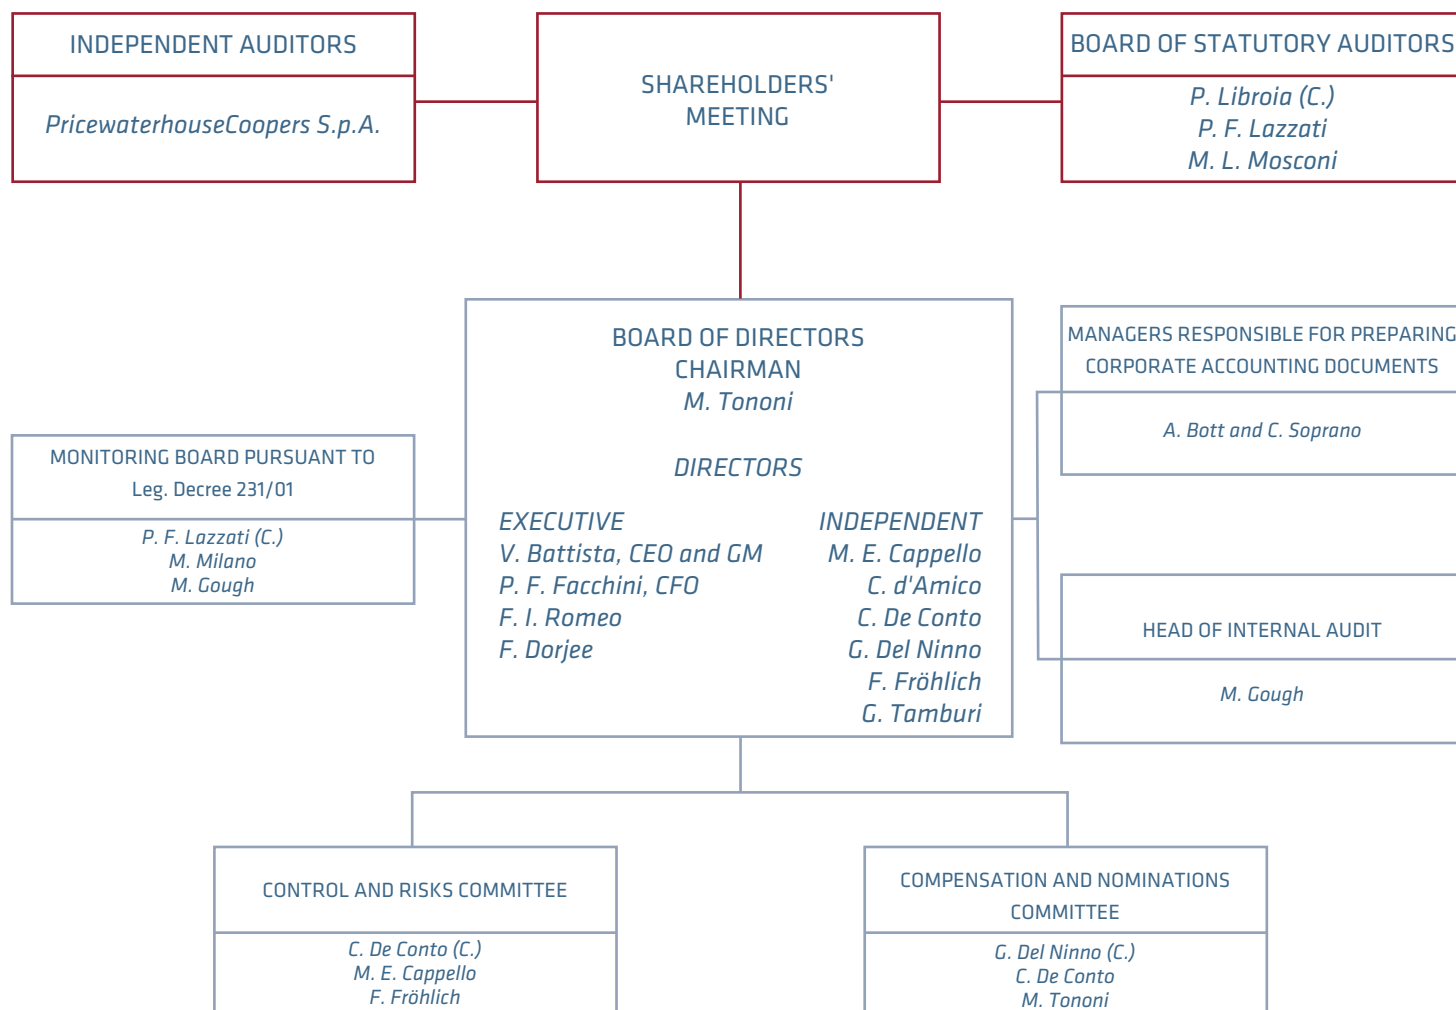 INDEPENDENT AUDITORS
PricewaterhouseCoopers S.p.A.
SHAREHOLDERS'
MEETING
BOARD OF STATUTORY AUDITORS
P. Libroia (C.)
P. F. Lazzati
M. L. Mosconi
BOARD OF DIRECTORS
CHAIRMAN
M. Tononi
DIRECTORS
EXECUTIVE
V. Battista, CEO and GM
P. F. Facchini, CFO
F. I. Romeo
F. Dorjee
INDEPENDENT
M. E. Cappello
C. d'Amico
C. De Conto
G. Del Ninno
F. Fröhlich
G. Tamburi
MANAGERS RESPONSIBLE FOR PREPARING
CORPORATE ACCOUNTING DOCUMENTS
A. Bott and C. Soprano
MONITORING BOARD PURSUANT TO
Leg. Decree 231/01
P. F. Lazzati (C.)
M. Milano
M. Gough
HEAD OF INTERNAL AUDIT
M. Gough
CONTROL AND RISKS COMMITTEE
C. De Conto (C.)
M. E. Cappello
F. Fröhlich
COMPENSATION AND NOMINATIONS
COMMITTEE
G. Del Ninno (C.)
C. De Conto
M. Tononi